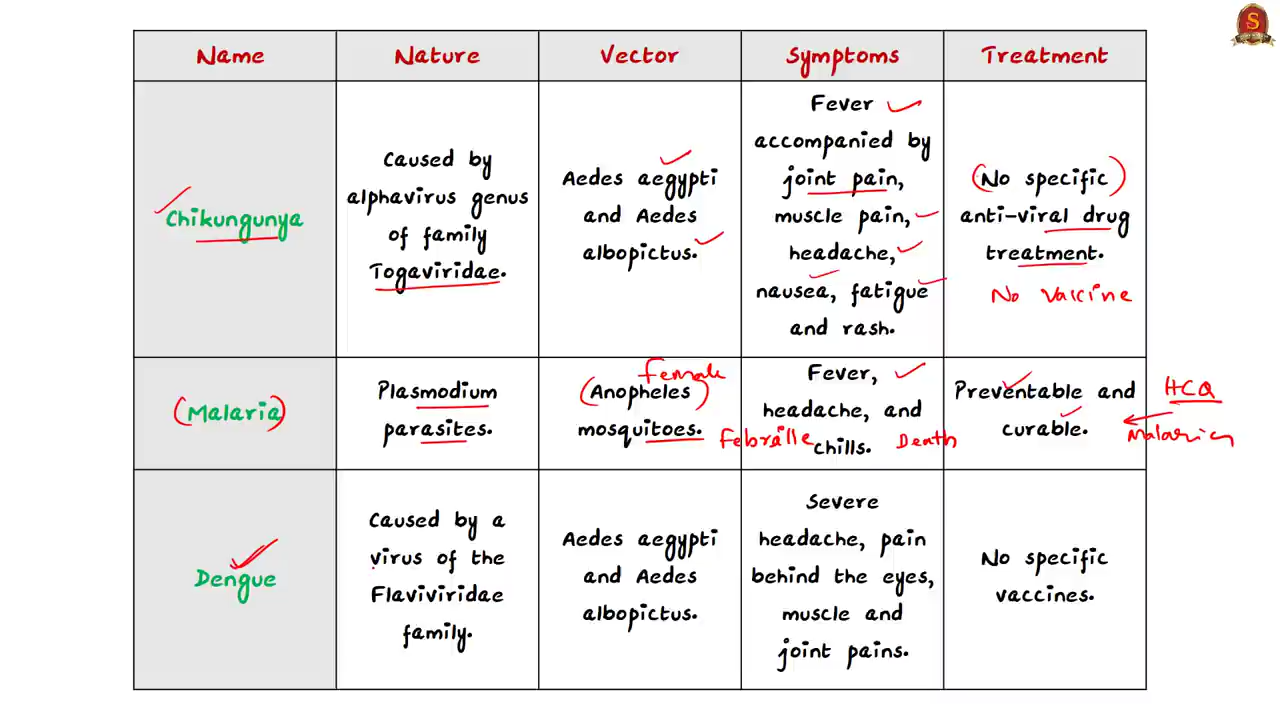 Name Nature Vector Symptoms Treatment
Chikungunya
Caused by
alphavirus genus
of family
Togaviridae.
Aedes aegypti
and Aedes
albopictus.
Fever
accompanied by
joint pain,
muscle pain,
headache,
nausea, fatigue
and rash.
(No specific)
anti-viral drug
treatment.
No Vaccine
(Malaria)
Plasmodium
parasites.
female
(Anopheles)
mosquitoes.
Fever,
headache, and
chills.
Febrille
Death
Preventable and
curable.
HCQ
Dengue
Caused by a
virus of the
Flaviviridae
family.
Aedes aegypti
and Aedes
albopictus.
Severe
headache, pain
behind the eyes,
muscle and
joint pains.
No specific
vaccines.
S